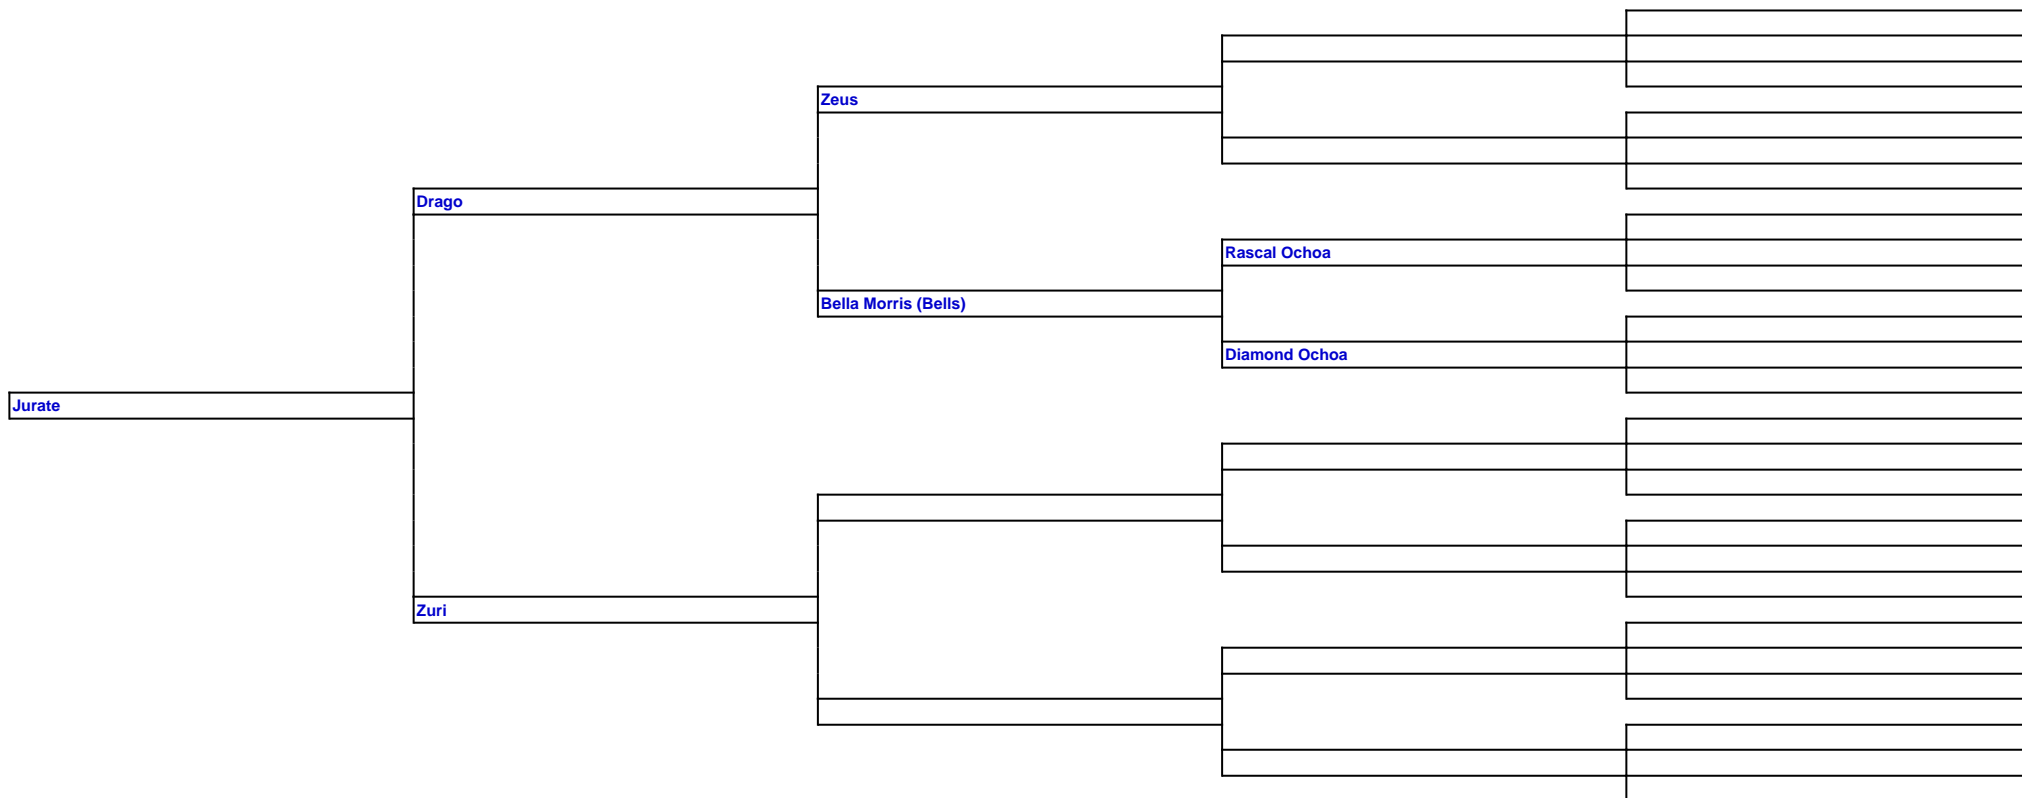 Zeus
Drago
Rascal Ochoa
Bella Morris (Bells)
Diamond Ochoa
Jurate
Zuri